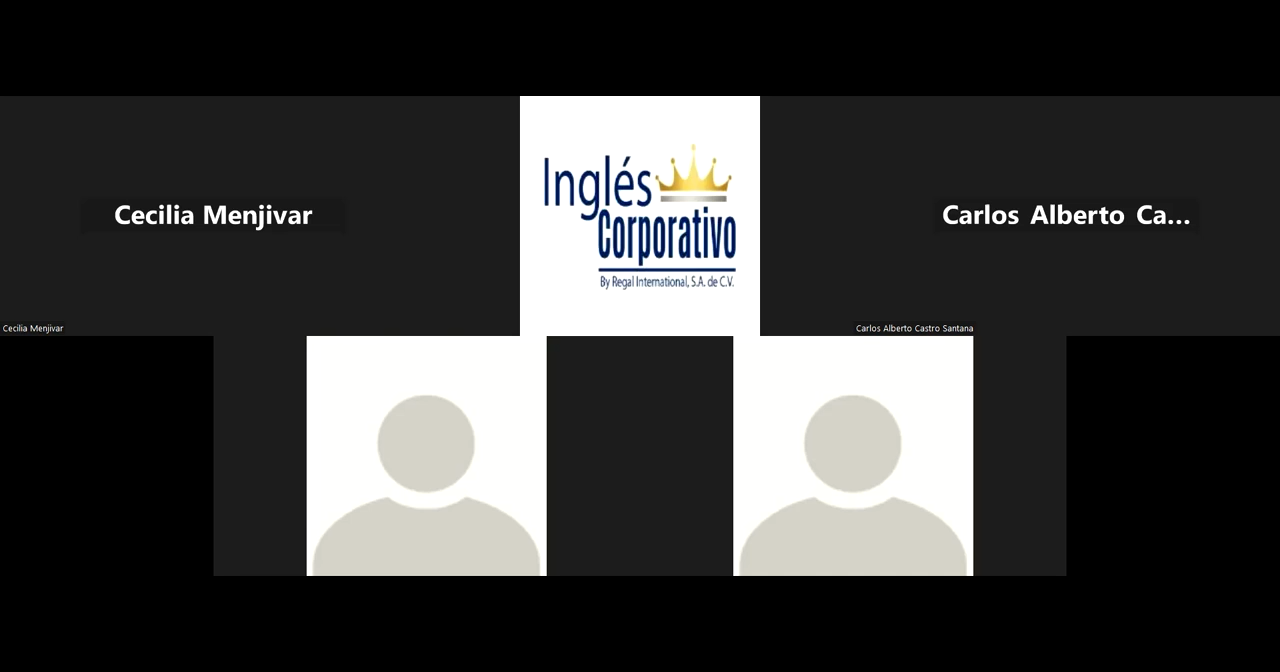 Cecilia Menjivar
Inglés
Corporativo
By Regal International, S.A. de C.V.
Carlos Alberto Ca...
Cecilia Menjivar
Carlos Alberto Castro Santana